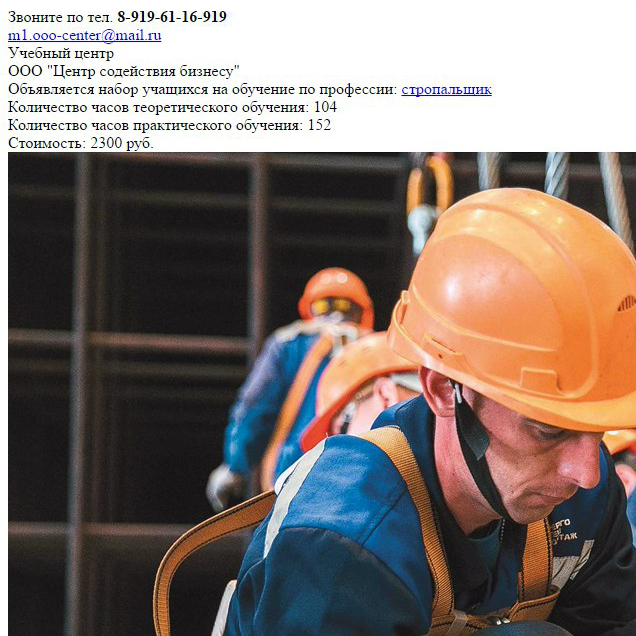 Звоните по тел. 8-919-61-16-919
m1.ooo-center@mail.ru
Учебный центр
ООО "Центр содействия бизнесу"
Объявляется набор учащихся на обучение по профессии: стропальщик
Количество часов теоретического обучения: 104
Количество часов практического обучения: 152
Стоимость: 2300 руб.